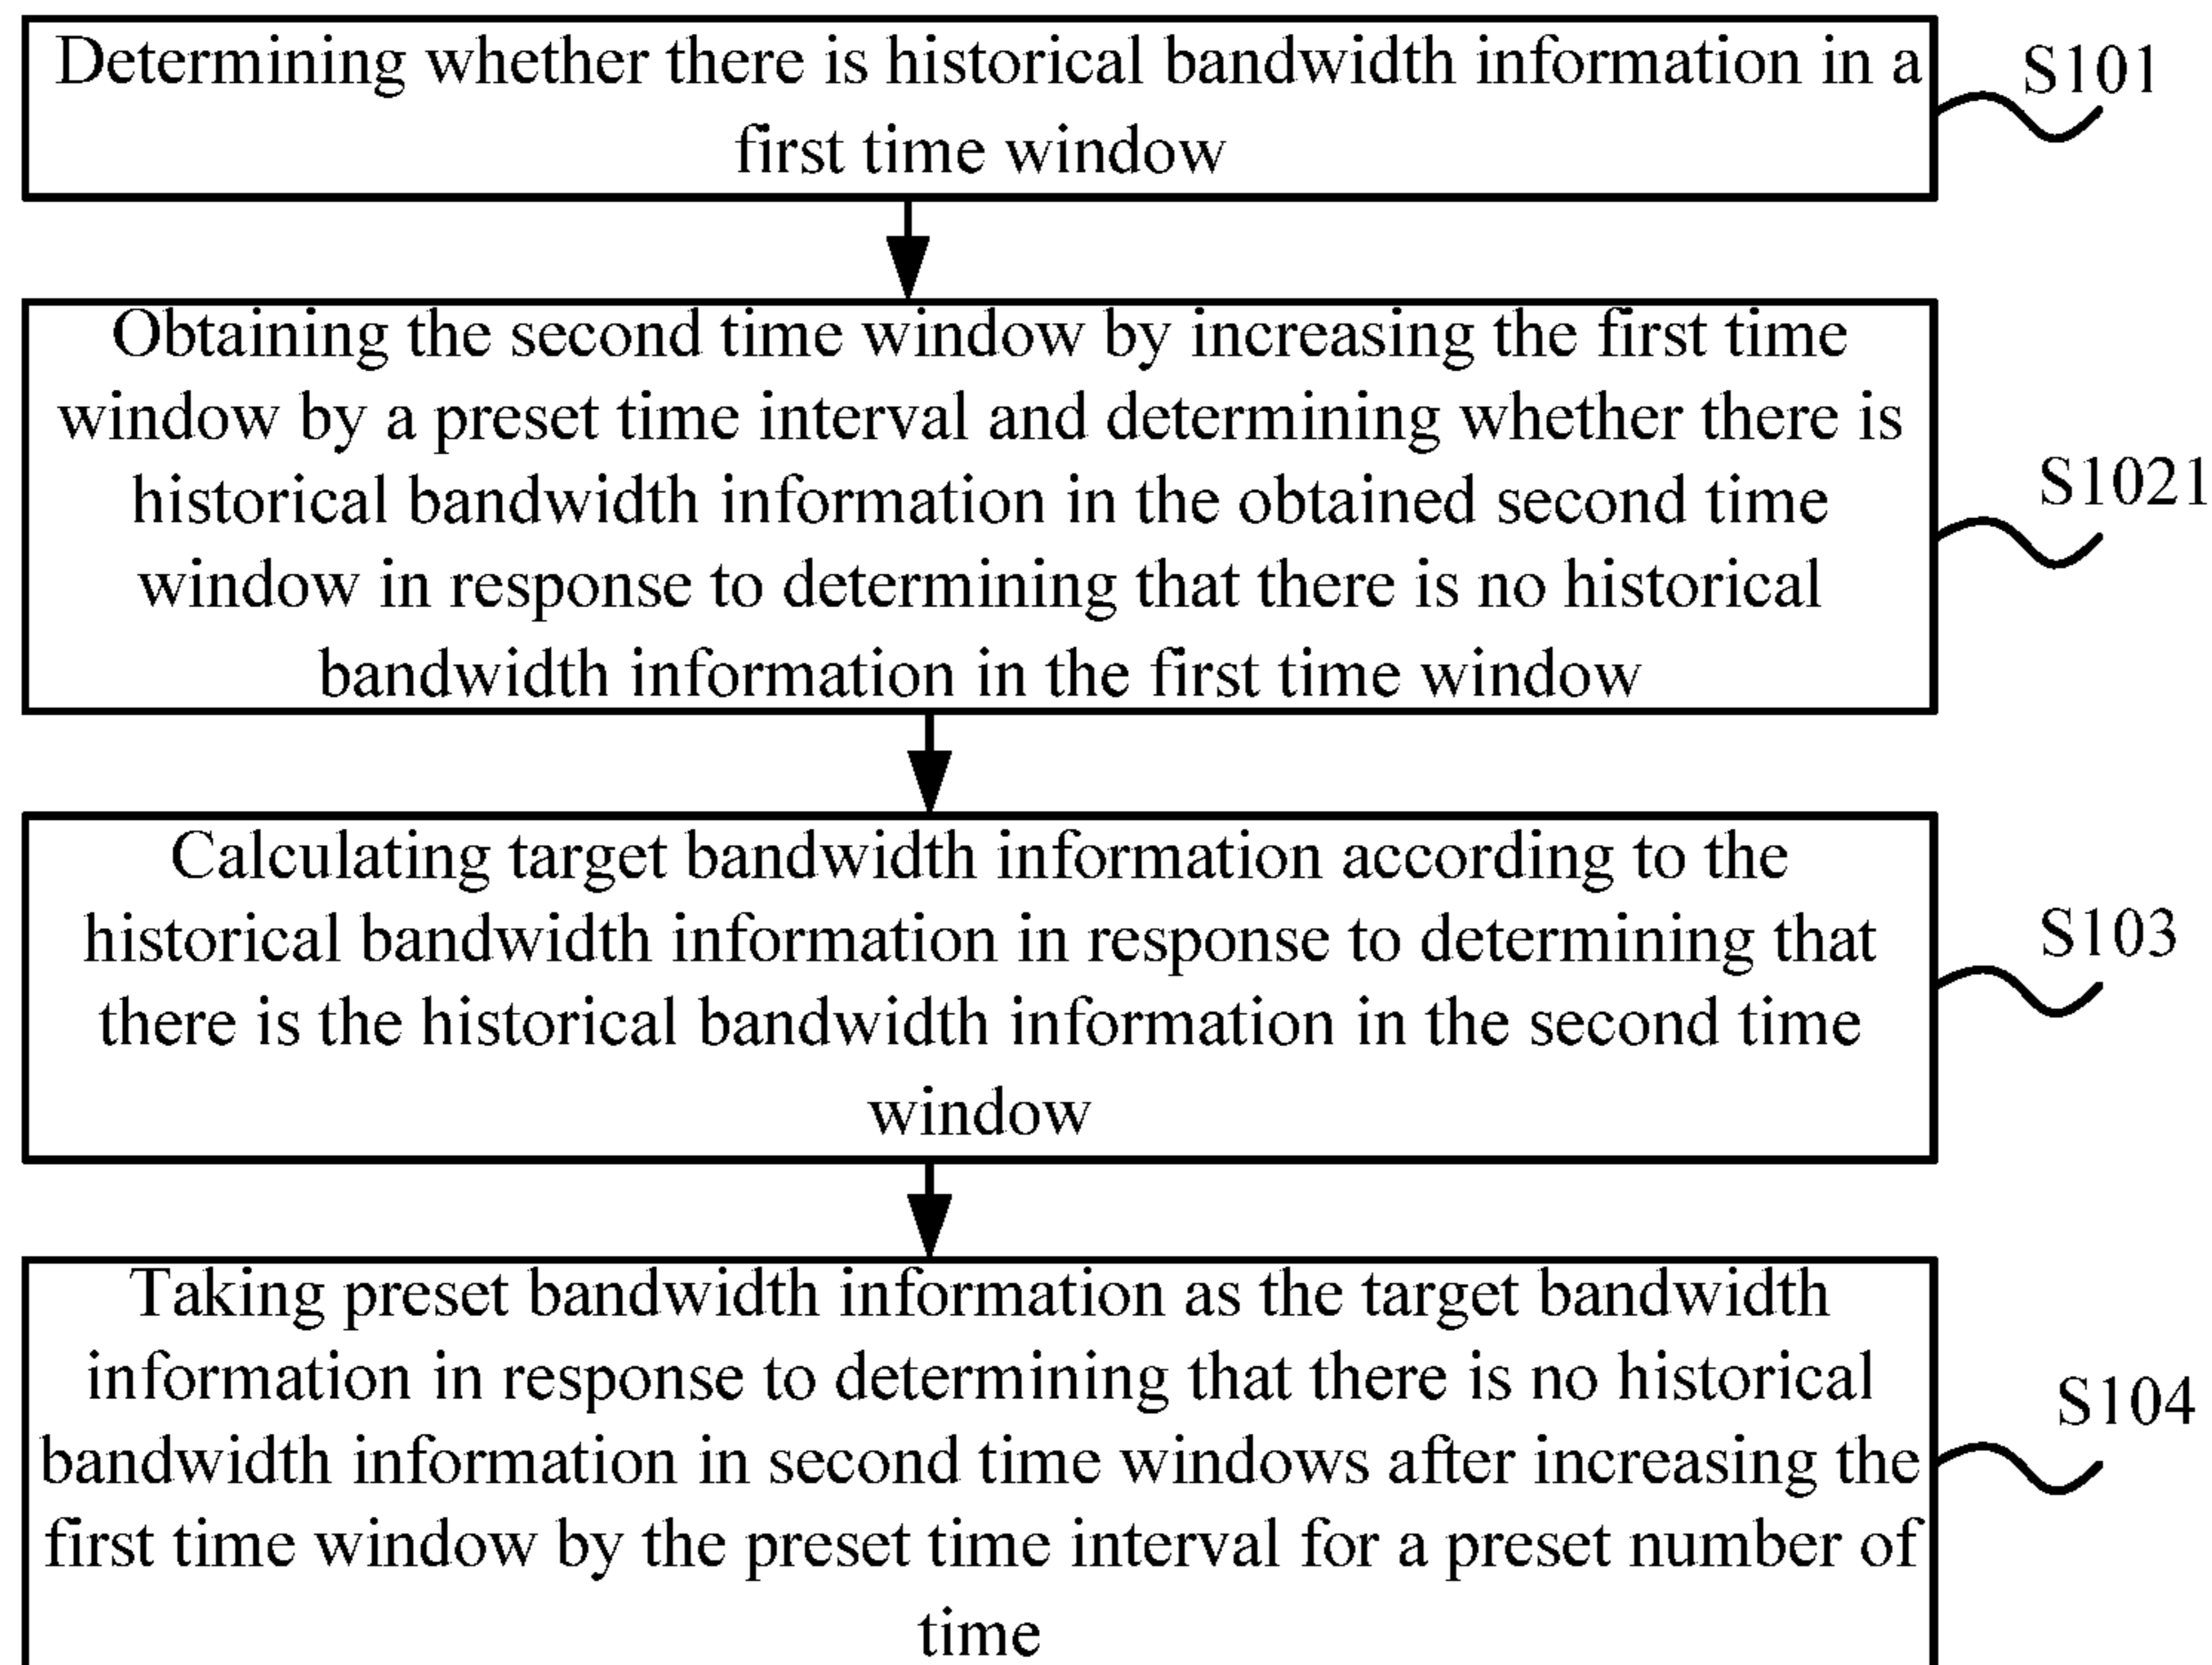 Determining whether there is historical bandwidth information in a
first time window
S101
Obtaining the second time window by increasing the first time
window by a preset time interval and determining whether there is
historical bandwidth information in the obtained second time
window in response to determining that there is no historical
bandwidth information in the first time window
S1021
Calculating target bandwidth information according to the
historical bandwidth information in response to determining that
there is the historical bandwidth information in the second time
window
S103
Taking preset bandwidth information as the target bandwidth
information in response to determining that there is no historical
bandwidth information in second time windows after increasing the
first time window by the preset time interval for a preset number of
time
S104